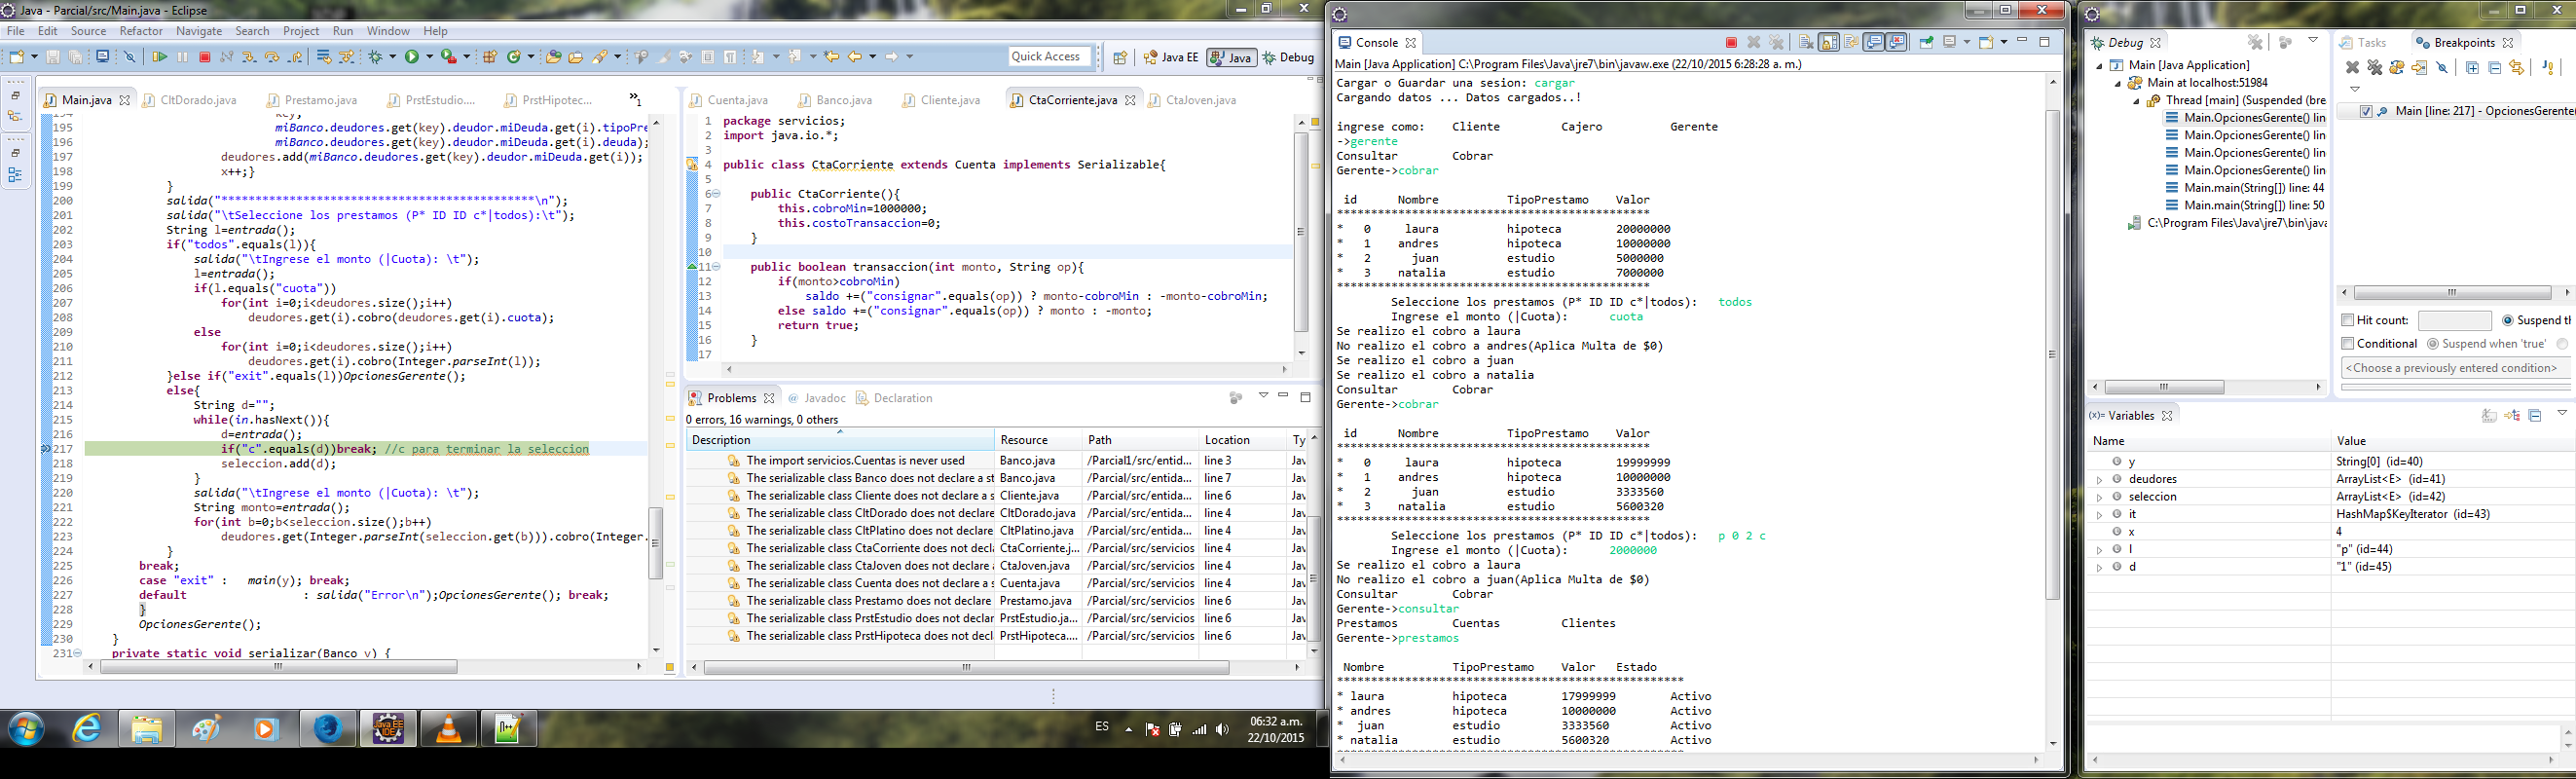 Java - Parcial/src/Main.java - Eclipse
File Edit Source Refactor Navigate Search Project Run Window Help
Quick Access
Java EE
Java
Debug
Main.java
CltDorado.java
Prestamo.java
PrstEstudio....
PrstHipotec...
»1
194 key,
195 miBanco.deudores.get(key).deudor.miDeuda.get(i).tipoPre
196 miBanco.deudores.get(key).deudor.miDeuda.get(i).deuda);
197 deudores.add(miBanco.deudores.get(key).deudor.miDeuda.get(i));
198 x++;}
199 }
200 salida("**********************************************\n");
201 salida("\tSeleccione los prestamos (P* ID ID c*|todos):\t");
202 String l=entrada();
203 if("todos".equals(l)){
204 salida("\tIngrese el monto (|Cuota): \t");
205 l=entrada();
206 if(l.equals("cuota"))
207 for(int i=0;i<deudores.size();i++)
208 deudores.get(i).cobro(deudores.get(i).cuota);
209 else
210 for(int i=0;i<deudores.size();i++)
211 deudores.get(i).cobro(Integer.parseInt(l));
212 }else if("exit".equals(l))OpcionesGerente();
213 else{
214 String d="";
215 while(in.hasNext()){
216 d=entrada();
217 if("c".equals(d))break; //c para terminar la seleccion
218 seleccion.add(d);
219 }
220 salida("\tIngrese el monto (|Cuota): \t");
221 String monto=entrada();
222 for(int b=0;b<seleccion.size();b++)
223 deudores.get(Integer.parseInt(seleccion.get(b))).cobro(Integer.
224 }
225 break;
226 case "exit" : main(y); break;
227 default : salida("Error\n");OpcionesGerente(); break;
228 }
229 OpcionesGerente();
230 }
231 private static void serializar(Banco v) {
Cuenta.java
Banco.java
Cliente.java
CtaCorriente.java
CtaJoven.java
1 package servicios;
2 import java.io.*;
3
4 public class CtaCorriente extends Cuenta implements Serializable{
5
6 public CtaCorriente(){
7 this.cobroMin=1000000;
8 this.costoTransaccion=0;
9 }
10
11 public boolean transaccion(int monto, String op){
12 if(monto>cobroMin)
13 saldo +=("consignar".equals(op)) ? monto-cobroMin : -monto-cobroMin;
14 else saldo +=("consignar".equals(op)) ? monto : -monto;
15 return true;
16 }
17
Problems
@ Javadoc
Declaration
0 errors, 16 warnings, 0 others
Description Resource Path Location Ty
The import servicios.Cuentas is never used Banco.java /Parcial1/src/entid... line 3 Jav
The serializable class Banco does not declare a st Banco.java /Parcial/src/entida... line 7 Jav
The serializable class Cliente does not declare a s Cliente.java /Parcial/src/entida... line 6 Jav
The serializable class CltDorado does not declare CltDorado.java /Parcial/src/entida... line 4 Jav
The serializable class CltPlatino does not declare CltPlatino.java /Parcial/src/entida... line 4 Jav
The serializable class CtaCorriente does not decla CtaCorriente.j... /Parcial/src/servicios line 4 Jav
The serializable class CtaJoven does not declare a CtaJoven.java /Parcial/src/servicios line 4 Jav
The serializable class Cuenta does not declare a s Cuenta.java /Parcial/src/servicios line 4 Jav
The serializable class Prestamo does not declare Prestamo.java /Parcial/src/servicios line 6 Jav
The serializable class PrstEstudio does not declare PrstEstudio.ja... /Parcial/src/servicios line 6 Jav
The serializable class PrstHipoteca does not decl PrstHipoteca.... /Parcial/src/servicios line 6 Jav
ES
06:32 a.m.
22/10/2015
Console
Main [Java Application] C:\Program Files\Java\jre7\bin\javaw.exe (22/10/2015 6:28:28 a. m.)
Cargar o Guardar una sesion: cargar
Cargando datos ... Datos cargados..!
ingrese como: Cliente Cajero Gerente
->gerente
Consultar Cobrar
Gerente->cobrar
id Nombre TipoPrestamo Valor
**********************************************
* 0 laura hipoteca 20000000
* 1 andres hipoteca 10000000
* 2 juan estudio 5000000
* 3 natalia estudio 7000000
**********************************************
Seleccione los prestamos (P* ID ID c*|todos): todos
Ingrese el monto (|Cuota): cuota
Se realizo el cobro a laura
No realizo el cobro a andres(Aplica Multa de $0)
Se realizo el cobro a juan
Se realizo el cobro a natalia
Consultar Cobrar
Gerente->cobrar
id Nombre TipoPrestamo Valor
**********************************************
* 0 laura hipoteca 19999999
* 1 andres hipoteca 10000000
* 2 juan estudio 3333560
* 3 natalia estudio 5600320
**********************************************
Seleccione los prestamos (P* ID ID c*|todos): p 0 2 c
Ingrese el monto (|Cuota): 2000000
Se realizo el cobro a laura
No realizo el cobro a juan(Aplica Multa de $0)
Consultar Cobrar
Gerente->consultar
Prestamos Cuentas Clientes
Gerente->prestamos
Nombre TipoPrestamo Valor Estado
***************************************************
* laura hipoteca 17999999 Activo
* andres hipoteca 10000000 Activo
* juan estudio 3333560 Activo
* natalia estudio 5600320 Activo
Debug
Main [Java Application]
Main at localhost:51984
Thread [main] (Suspended (bre
Main.OpcionesGerente() lin
Main.OpcionesGerente() lin
Main.OpcionesGerente() lin
Main.OpcionesGerente() lin
Main.main(String[]) line: 44
Main.main(String[]) line: 50
C:\Program Files\Java\jre7\bin\java
Tasks
Breakpoints
Main [line: 217] - OpcionesGerente
Hit count:
Suspend th
Conditional
Suspend when 'true'
<Choose a previously entered condition>
(x)= Variables
Name Value
y String[0] (id=40)
deudores ArrayList<E> (id=41)
seleccion ArrayList<E> (id=42)
it HashMap$KeyIterator (id=43)
x 4
l "p" (id=44)
d "1" (id=45)